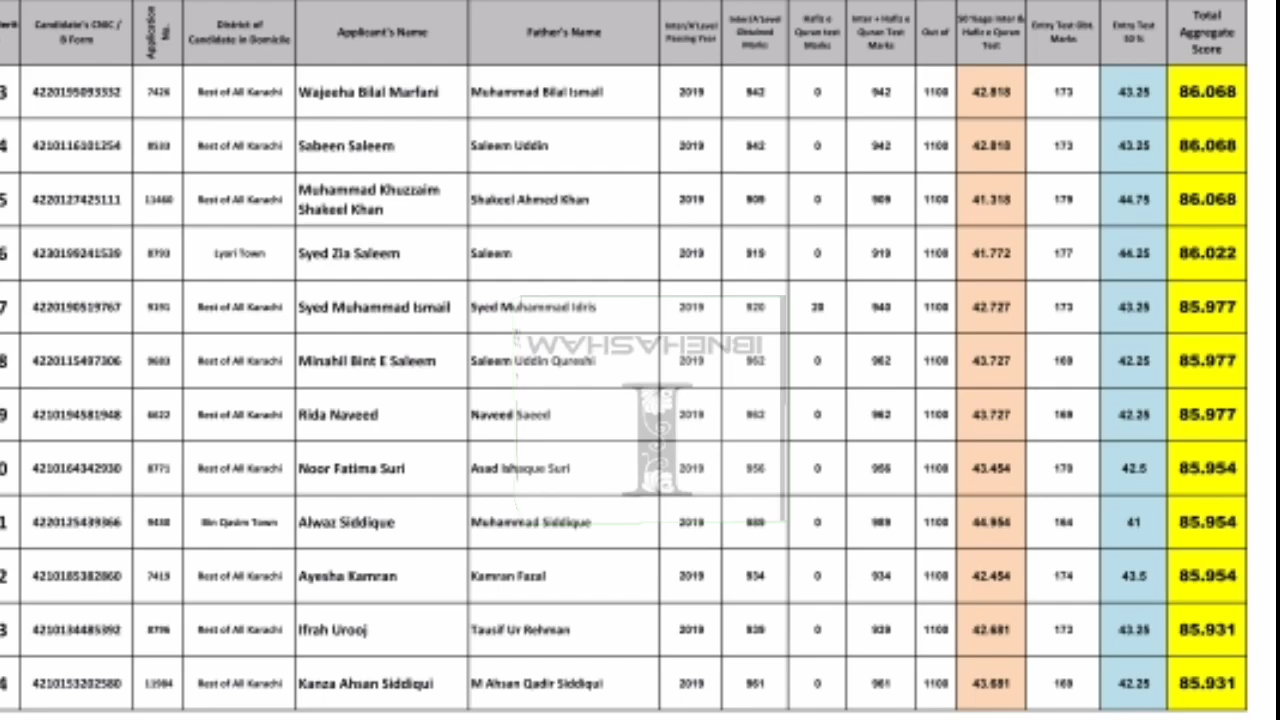 Candidate's CNIC / B Form Application No. District of Candidate in Domicile Applicant's Name Father's Name Inter/A'Level Passing Year Inter/A'Level Obtained Marks Hafiz e Quran test Marks Inter + Hafiz e Quran Test Marks Out of 50 %age Inter & Hafiz e Quran Test Entry Test Obt. Marks Entry Test 50 % Total Aggregate Score
3 4220195093332 7426 Rest of All Karachi Wajeeha Bilal Marfani Muhammad Bilal Ismail 2019 942 0 942 1100 42.818 173 43.25 86.068
4 4210116101254 Rest of All Karachi Sabeen Saleem Saleem Uddin 2019 942 0 942 1100 42.818 173 43.25 86.068
5 4220127425111 11460 Rest of All Karachi Muhammad Khuzzaim Shakeel Khan Shakeel Ahmed Khan 2019 909 0 909 1100 41.318 179 44.75 86.068
6 4230199241539 8793 Lyari Town Syed Zia Saleem Saleem 2019 919 0 919 1100 41.772 177 44.25 86.022
7 4220190519767 Rest of All Karachi Syed Muhammad Ismail Syed Muhammad Idris 2019 920 20 940 1100 42.727 173 43.25 85.977
8 4220115497306 Rest of All Karachi Minahil Bint E Saleem Saleem Uddin Qureshi 2019 962 0 962 1100 43.727 169 42.25 85.977
9 4210194581948 6622 Rest of All Karachi Rida Naveed Naveed Saeed 2019 962 0 962 1100 43.727 169 42.25 85.977
0 4210164342930 8771 Rest of All Karachi Noor Fatima Suri Asad Ishaque Suri 2019 956 0 956 1100 43.454 170 42.5 85.954
1 4220125439366 Bin Qasim Town Alwaz Siddique Muhammad Siddique 2019 989 0 989 1100 44.954 164 41 85.954
2 4210185382860 7419 Rest of All Karachi Ayesha Kamran Kamran Fazal 2019 934 0 934 1100 42.454 174 43.5 85.954
3 4210134485392 8796 Rest of All Karachi Ifrah Urooj Tausif Ur Rehman 2019 939 0 939 1100 42.681 173 43.25 85.931
4 4210153202580 11984 Rest of All Karachi Kanza Ahsan Siddiqui M Ahsan Qadir Siddiqui 2019 961 0 961 1100 43.681 169 42.25 85.931
IBNEHASHAM
I